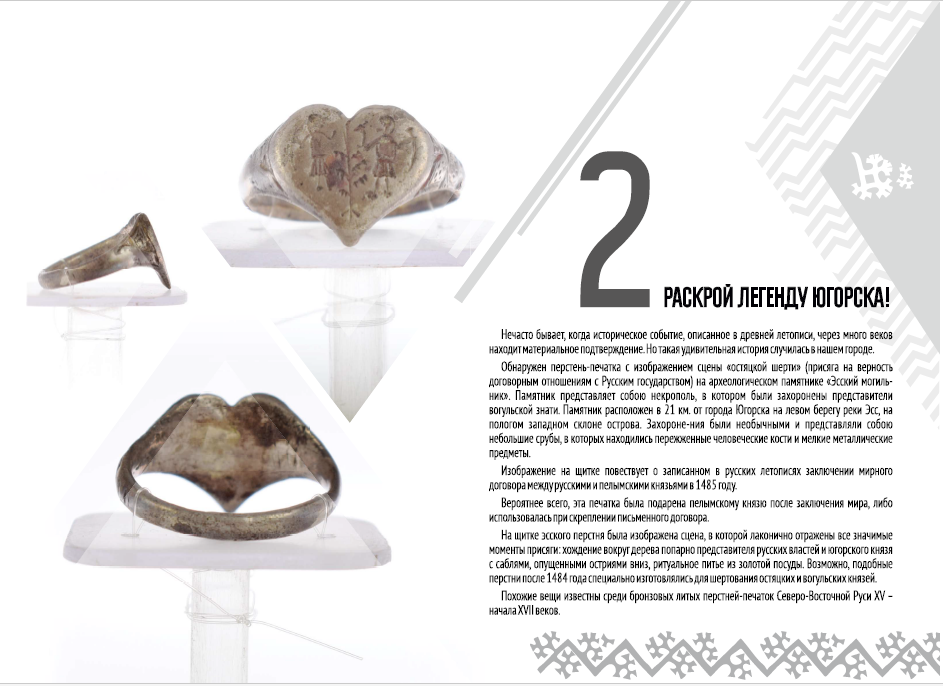 2
РАСКРОЙ ЛЕГЕНДУ ЮГОРСКА!
Нечасто бывает, когда историческое событие, описанное в древней летописи, через много веков
находит материальное подтверждение. Но такая удивительная история случилась в нашем городе.
Обнаружен перстень-печатка с изображением сцены «остяцкой шерти» (присяга на верность
договорным отношениям с Русским государством) на археологическом памятнике «Эсский могиль-
ник». Памятник представляет собою некрополь, в котором были захоронены представители
вогульской знати. Памятник расположен в 21 км. от города Югорска на левом берегу реки Эсс, на
пологом западном склоне острова. Захороне-ния были необычными и представляли собою
небольшие срубы, в которых находились пережженные человеческие кости и мелкие металлические
предметы.
Изображение на щитке повествует о записанном в русских летописях заключении мирного
договора между русскими и пелымскими князьями в 1485 году.
Вероятнее всего, эта печатка была подарена пелымскому князю после заключения мира, либо
использовалась при скреплении письменного договора.
На щитке эсского перстня была изображена сцена, в которой лаконично отражены все значимые
моменты присяги: хождение вокруг дерева попарно представителя русских властей и югорского князя
с саблями, опущенными остриями вниз, ритуальное питье из золотой посуды. Возможно, подобные
перстни после 1484 года специально изготовлялись для шертования остяцких и вогульских князей.
Похожие вещи известны среди бронзовых литых перстней-печаток Северо-Восточной Руси XV –
начала XVII веков.